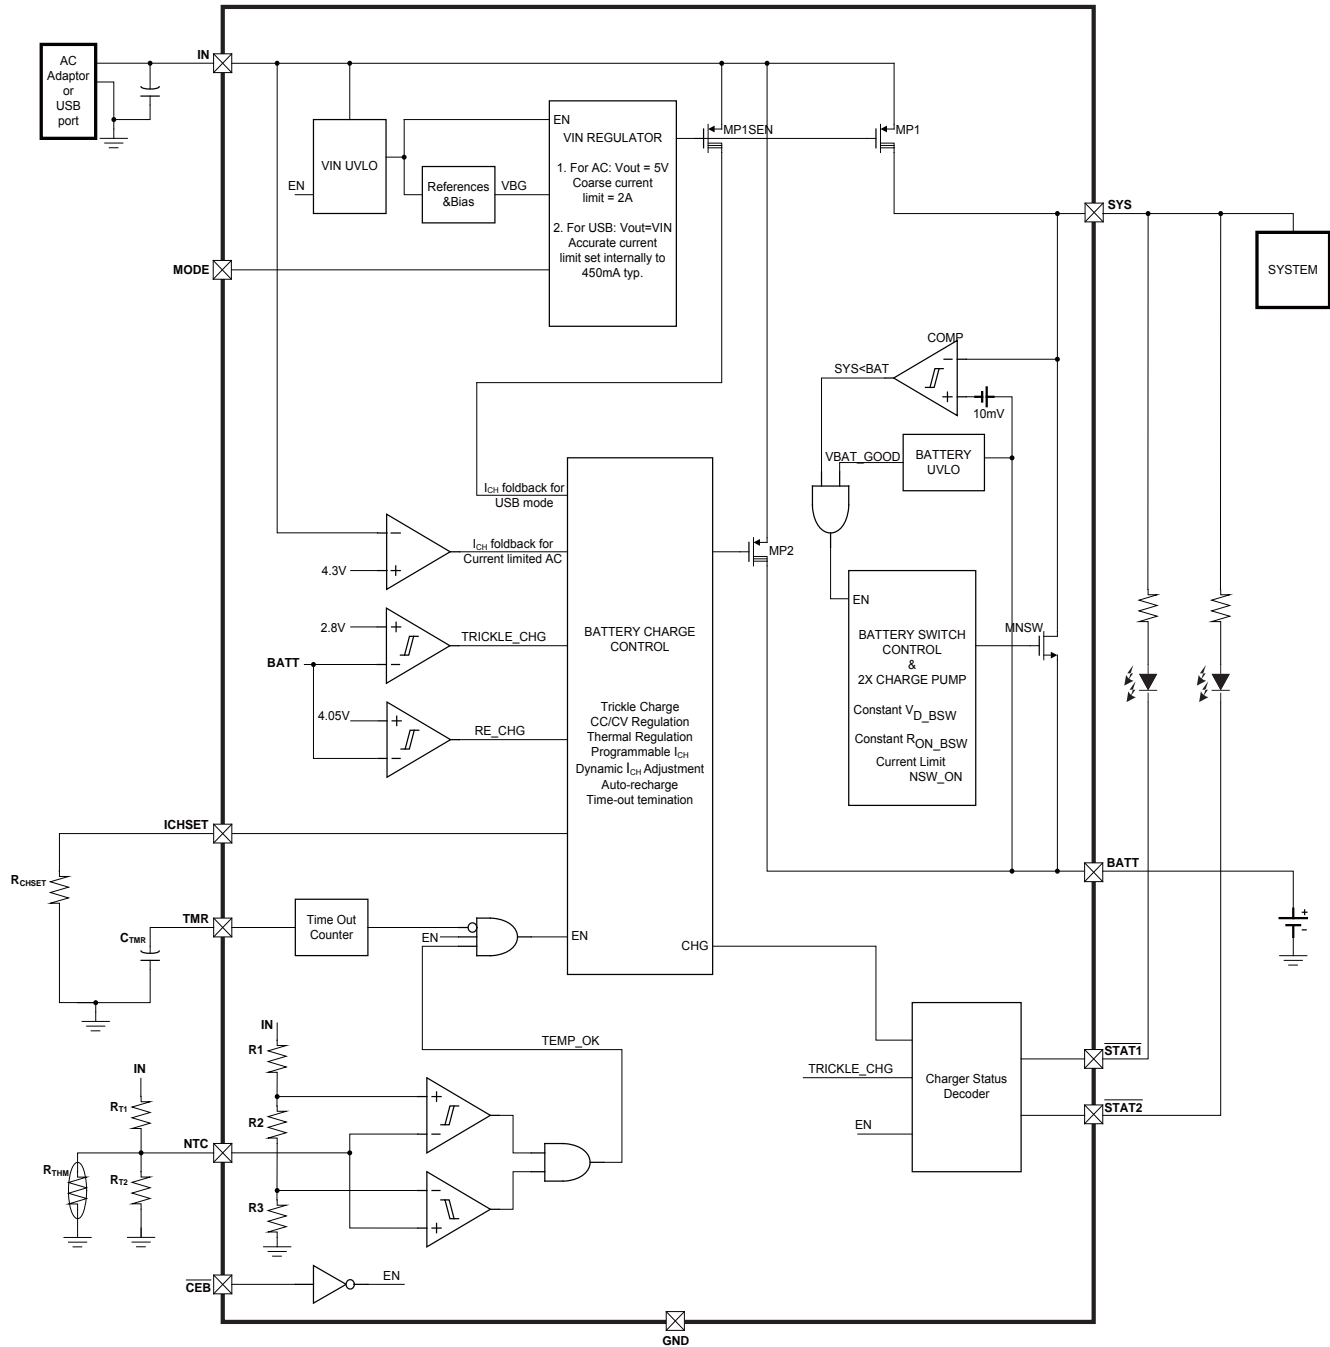 IN
AC
Adaptor
or
USB
port
VIN UVLO
EN
References
&Bias
VBG
EN
VIN REGULATOR
1. For AC: Vout = 5V
Coarse current
limit = 2A
2. For USB: Vout=VIN
Accurate current
limit set internally to
450mA typ.
MP1SEN
MP1
SYS
SYSTEM
MODE
COMP
SYS<BAT
−
+
10mV
VBAT_GOOD
BATTERY
UVLO
ICH foldback for
USB mode
−
ICH foldback for
Current limited AC
4.3V
+
MP2
2.8V
+
TRICKLE_CHG
BATT
−
4.05V
+
RE_CHG
−
BATTERY CHARGE
CONTROL
Trickle Charge
CC/CV Regulation
Thermal Regulation
Programmable ICH
Dynamic ICH Adjustment
Auto-recharge
Time-out temination
EN
BATTERY SWITCH
CONTROL
&
2X CHARGE PUMP
Constant VD_BSW
Constant RON_BSW
Current Limit
NSW_ON
MNSW
ICHSET
RCHSET
BATT
+
-
TMR
CTMR
Time Out
Counter
EN
EN
CHG
IN
R1
TEMP_OK
IN
RT1
R2
+
−
NTC
RTHM
RT2
R3
−
+
TRICKLE_CHG
EN
Charger Status
Decoder
STAT1
STAT2
CEB
EN
GND